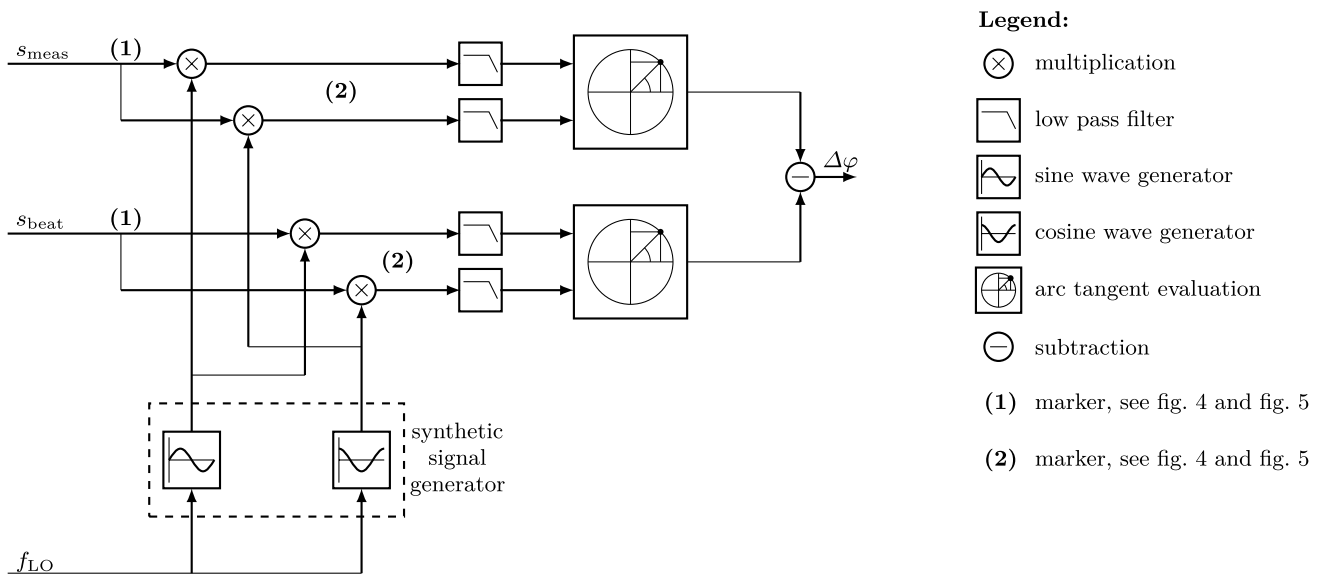 s_meas (1)
(2)
Δφ
s_beat (1)
(2)
synthetic
signal
generator
f_LO
Legend:
multiplication
low pass filter
sine wave generator
cosine wave generator
arc tangent evaluation
subtraction
(1) marker, see fig. 4 and fig. 5
(2) marker, see fig. 4 and fig. 5